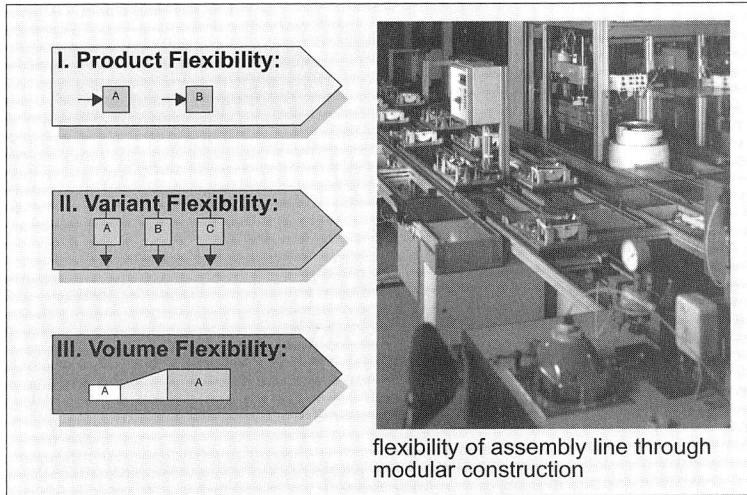 I. Product Flexibility:
A B
II. Variant Flexibility:
A B C
III. Volume Flexibility:
A A
flexibility of assembly line through
modular construction